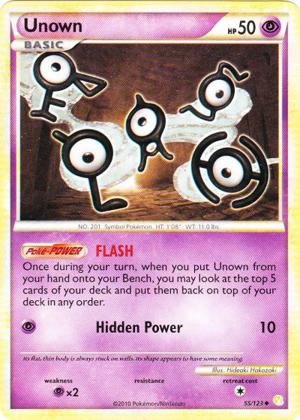 Unown
HP 50
BASIC
NO. 201 Symbol Pokémon. HT: 1'08" WT: 11.0 lbs.
Poké-POWER FLASH
Once during your turn, when you put Unown from
your hand onto your Bench, you may look at the top 5
cards of your deck and put them back on top of your
deck in any order.
Hidden Power 10
Its flat, thin body is always stuck on walls. Its shape appears to have some meaning.
Illus. Hideaki Hakozaki
weakness resistance retreat cost
×2
©2010 Pokémon/Nintendo
55/123